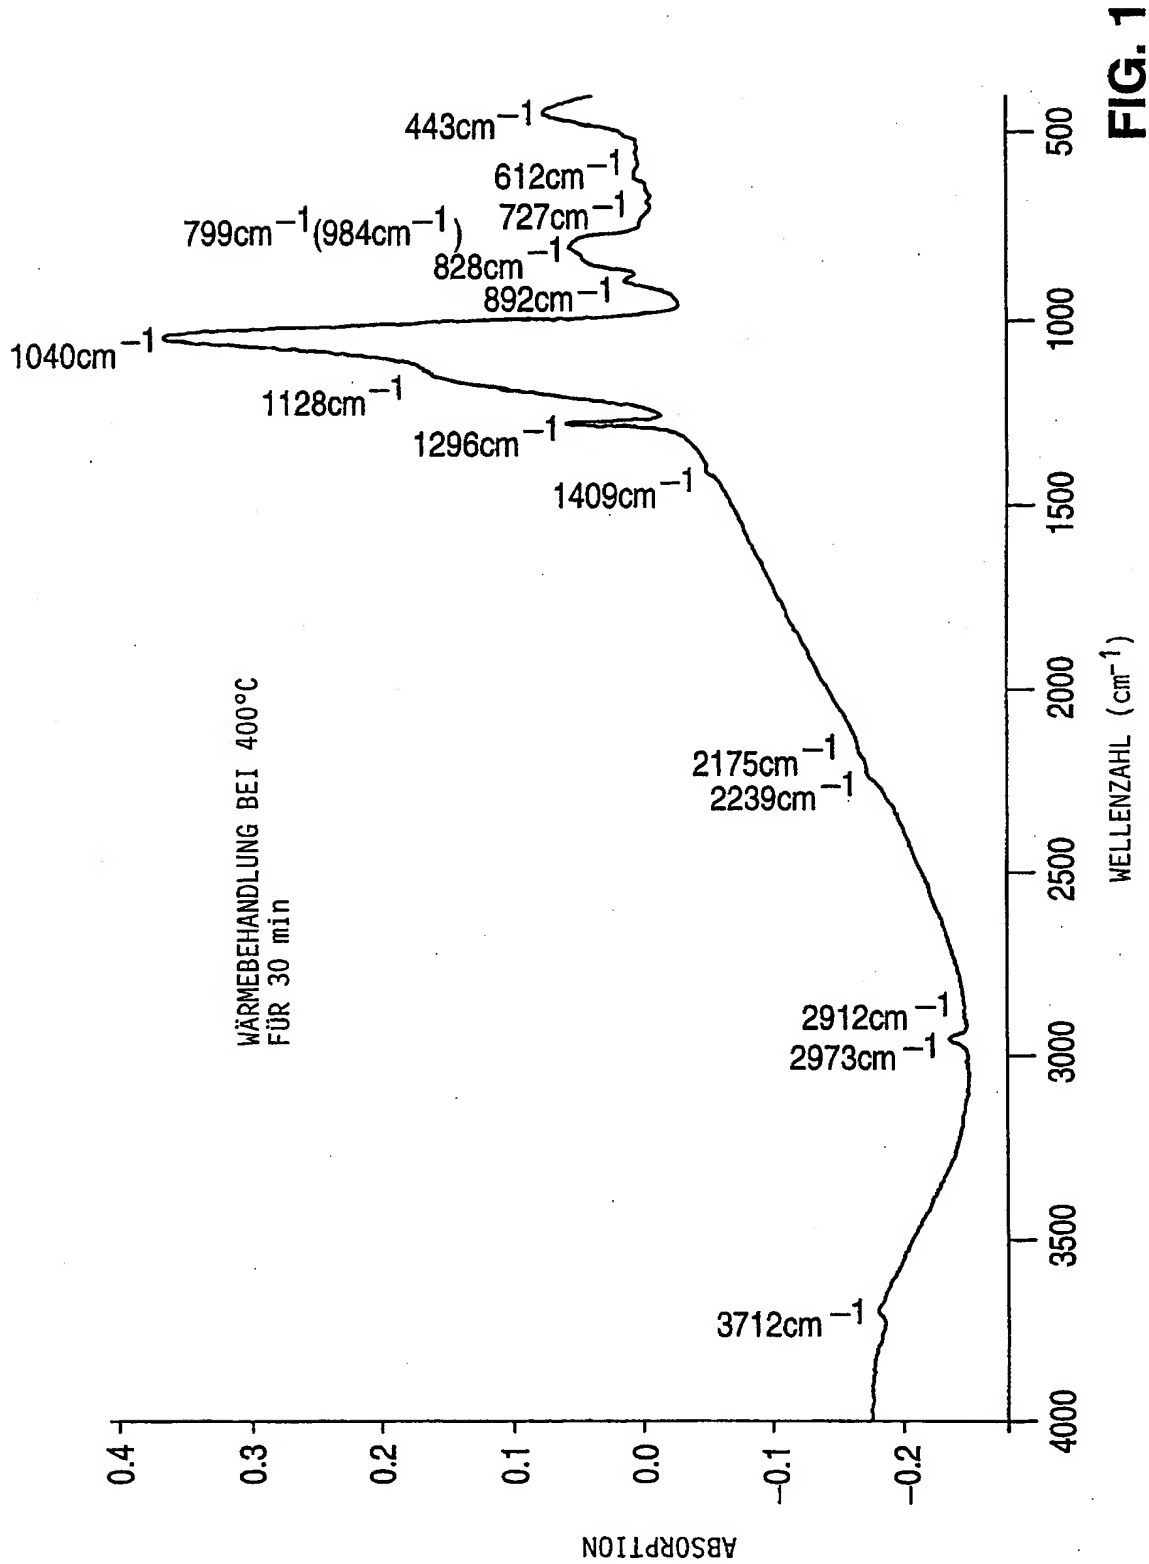 FIG. 1
WÄRMEBEHANDLUNG BEI 400°C
FÜR 30 min
ABSORPTION
0.4
0.3
0.2
0.1
0.0
−0.1
−0.2
3712cm⁻¹
2973cm⁻¹
2912cm⁻¹
2239cm⁻¹
2175cm⁻¹
1409cm⁻¹
1296cm⁻¹
1128cm⁻¹
1040cm⁻¹
892cm⁻¹
828cm⁻¹
799cm⁻¹(984cm⁻¹)
727cm⁻¹
612cm⁻¹
443cm⁻¹
4000
3500
3000
2500
2000
1500
1000
500
WELLENZAHL (cm⁻¹)